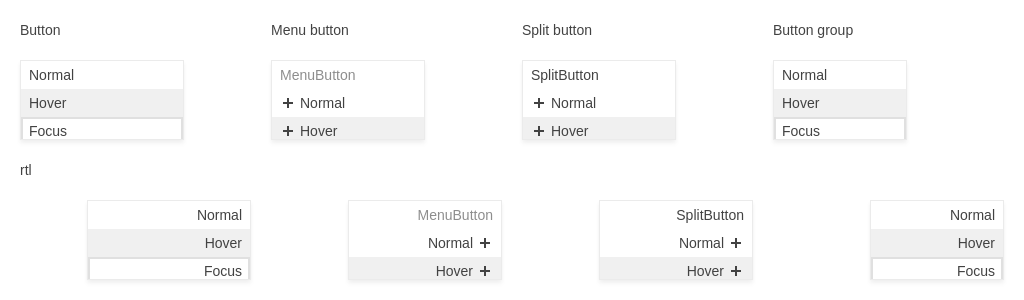 Button Menu button Split button Button group
Normal MenuButton SplitButton Normal
Hover Normal Normal Hover
Focus Hover Hover Focus
rtl
Normal MenuButton SplitButton Normal
Hover Normal Normal Hover
Focus Hover Hover Focus